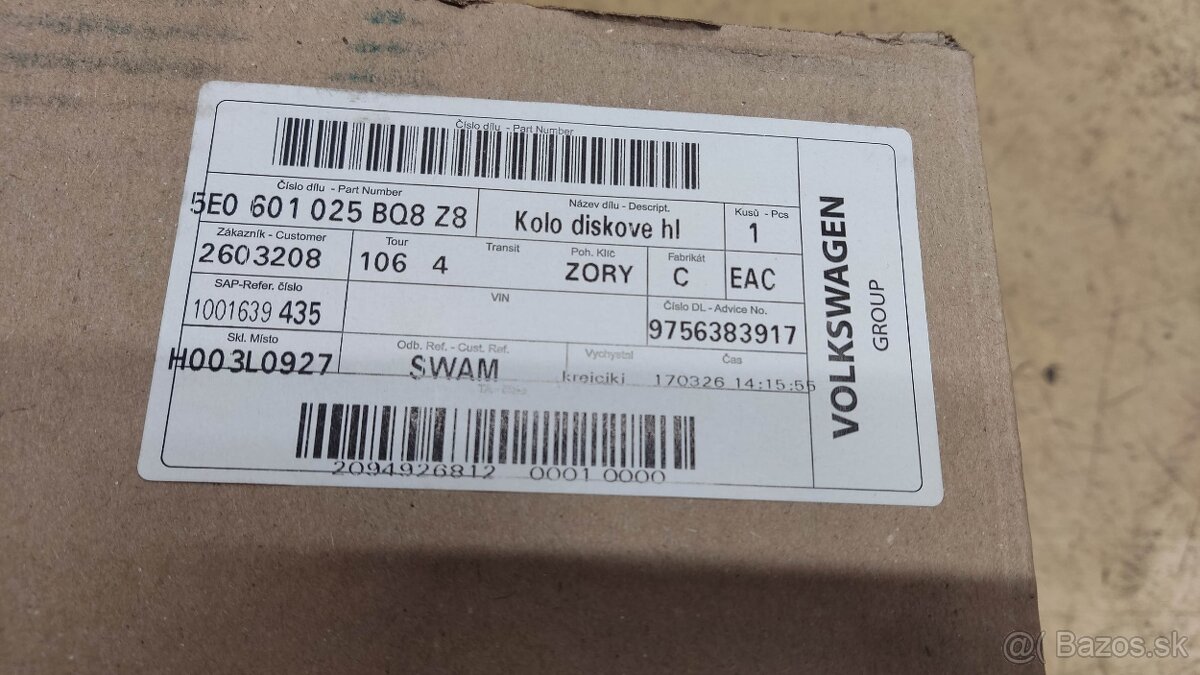 Číslo dílu - Part Number
Číslo dílu - Part Number
5E0 601 025 BQ8 Z8
Název dílu - Descript.
Kolo diskove hl
Kusů - Pcs
1
Zákazník - Customer
2603208
Tour
106 4
Transit
Poh. Klíč
ZORY
Fabrikát
C
EAC
SAP-Refer. číslo
1001639 435
VIN
Číslo DL - Advice No.
9756383917
Skl. Místo
H003L0927
Odb. Ref. - Cust. Ref.
SWAM
Vychystal
krejciki
Čas
170326 14:15:55
2094926812 0001 0000
VOLKSWAGEN
GROUP
@( Bazos.sk